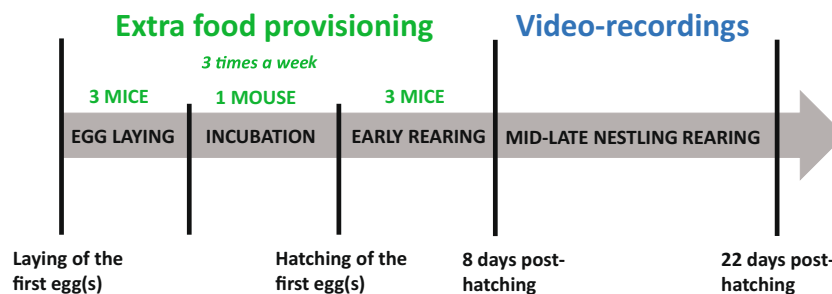 Extra food provisioning
Video-recordings
3 times a week
3 MICE
1 MOUSE
3 MICE
EGG LAYING
INCUBATION
EARLY REARING
MID-LATE NESTLING REARING
Laying of the
first egg(s)
Hatching of the
first egg(s)
8 days post-
hatching
22 days post-
hatching